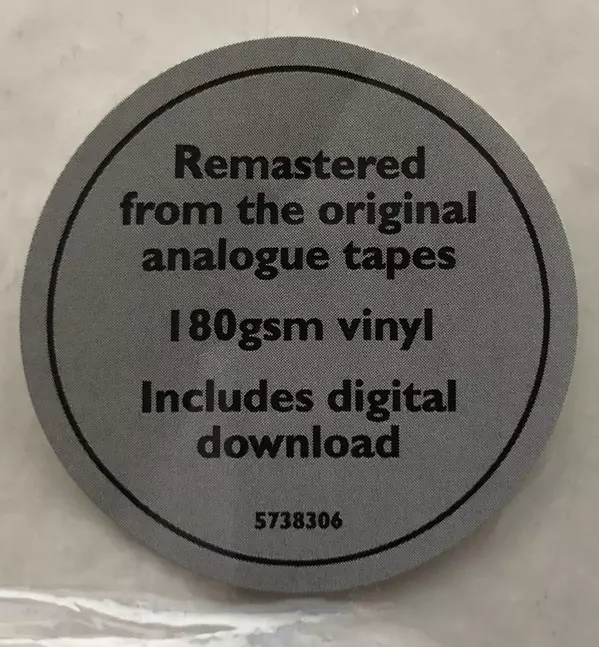 Remastered
from the original
analogue tapes
180gsm vinyl
Includes digital
download
5738306